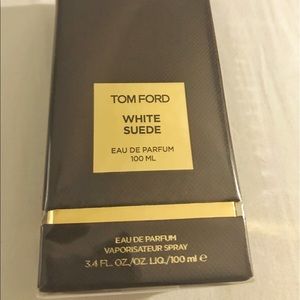 TOM FORD
WHITE
SUEDE
EAU DE PARFUM
100 ML
EAU DE PARFUM
VAPORISATEUR SPRAY
3.4 FL. OZ./OZ. LIQ./100 ml e